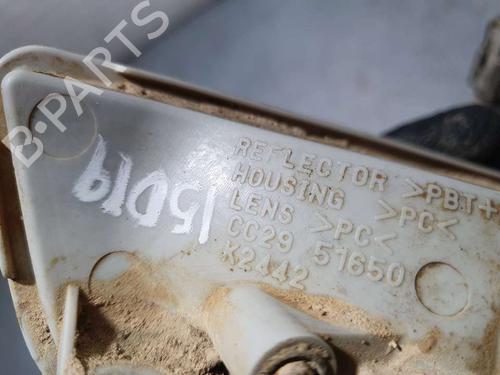 B-PARTS
REFLECTOR >PBT+
HOUSING >PC<
LENS >PC<
CC29 51650
K2442
15D19